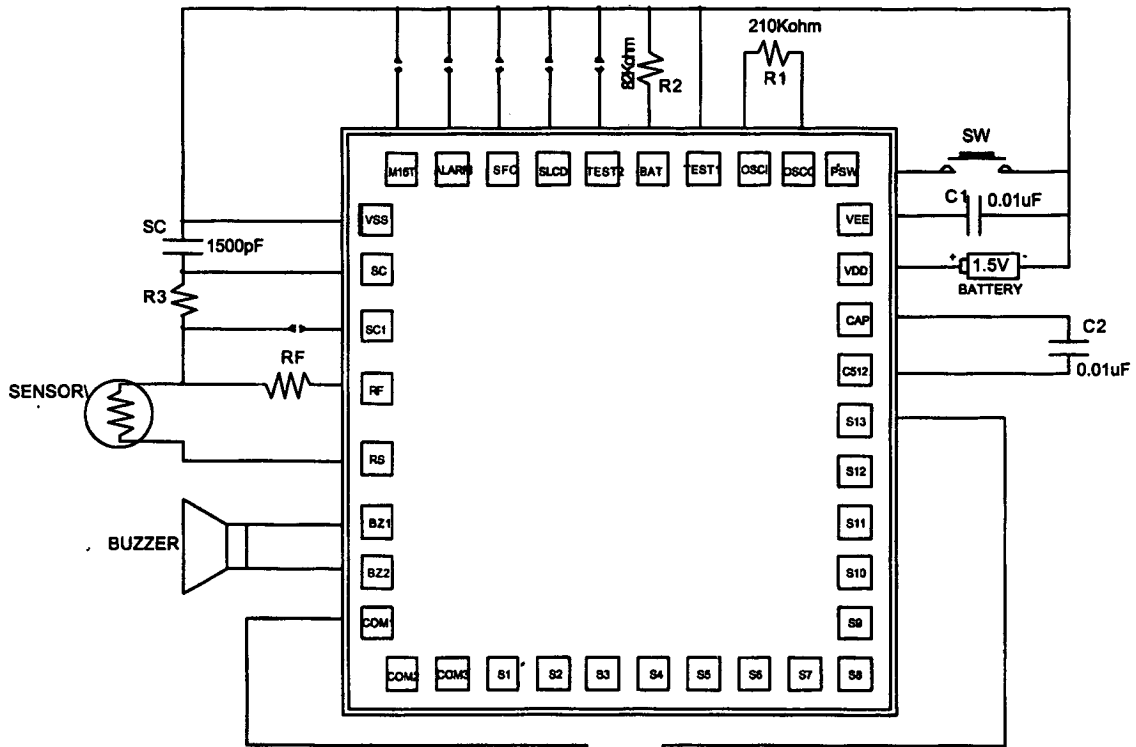 210Kohm
R1
82Kohm
R2
SW
M16T
ALARM
SFC
SLCD
TEST2
BAT
TEST1
OSCI
OSCO
PSW
VSS
VEE
C1
0.01uF
SC
1500pF
SC
VDD
+ 1.5V -
BATTERY
R3
SC1
CAP
C2
0.01uF
RF
RF
C512
SENSOR
S13
RS
S12
BZ1
S11
BUZZER
BZ2
S10
COM1
S9
COM2
COM3
S1
S2
S3
S4
S5
S6
S7
S8